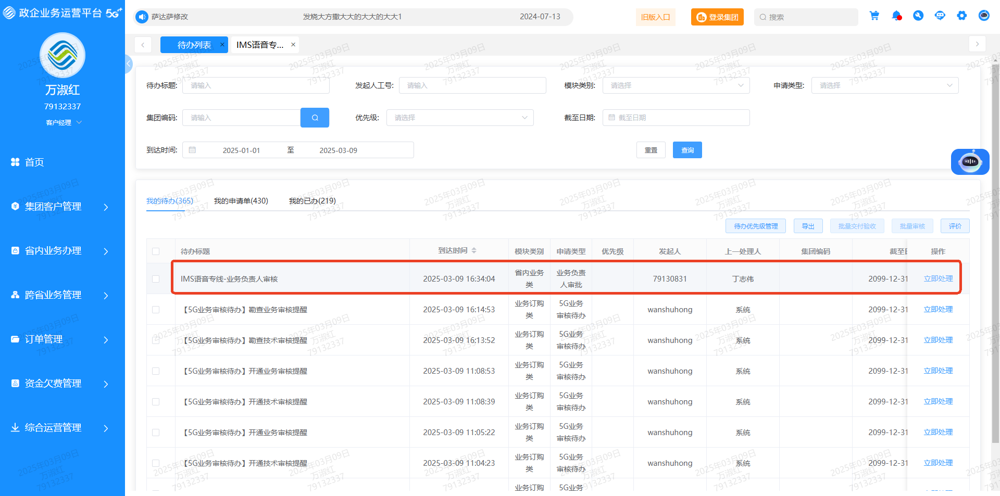 政企业务运营平台 5G++
萨达萨修改 发烧大方撒大大的大大的大大1 2024-07-13
旧版入口
登录集团
搜索
待办列表 ×
IMS语音专... ×
万淑红
79132337
客户经理
首页
集团客户管理
省内业务办理
跨省业务管理
订单管理
资金欠费管理
综合运营管理
待办标题: 请输入
发起人工号: 请输入
模块类别: 请选择
申请类型: 请选择
集团编码: 请输入
优先级: 请选择
截至日期: 截至日期
到达时间: 2025-01-01 至 2025-03-09
重置
查询
我的待办(365) 我的申请单(430) 我的已办(219)
待办优先级管理 导出 批量交付验收 批量审核 评价
待办标题 到达时间 模块类别 申请类型 优先级 发起人 上一处理人 集团编码 截至 操作
IMS语音专线-业务负责人审核 2025-03-09 16:34:04 省内业务类 业务负责人审批 79130831 丁志伟 2099-12-31 立即处理
【5G业务审核待办】勘查业务审核提醒 2025-03-09 16:14:53 业务订购类 5G业务审核待办 wanshuhong 系统 2099-12-31 立即处理
【5G业务审核待办】勘查技术审核提醒 2025-03-09 16:13:52 业务订购类 5G业务审核待办 wanshuhong 系统 2099-12-31 立即处理
【5G业务审核待办】开通业务审核提醒 2025-03-09 11:08:53 业务订购类 5G业务审核待办 wanshuhong 系统 2099-12-31 立即处理
【5G业务审核待办】开通技术审核提醒 2025-03-09 11:08:39 业务订购类 5G业务审核待办 wanshuhong 系统 2099-12-31 立即处理
【5G业务审核待办】开通业务审核提醒 2025-03-09 11:05:22 业务订购类 5G业务审核待办 wanshuhong 系统 2099-12-31 立即处理
【5G业务审核待办】开通技术审核提醒 2025-03-09 11:04:23 业务订购类 5G业务审核待办 wanshuhong 系统 2099-12-31 立即处理
业务订购 5G业务
2025年03月09日
万淑红
79132337